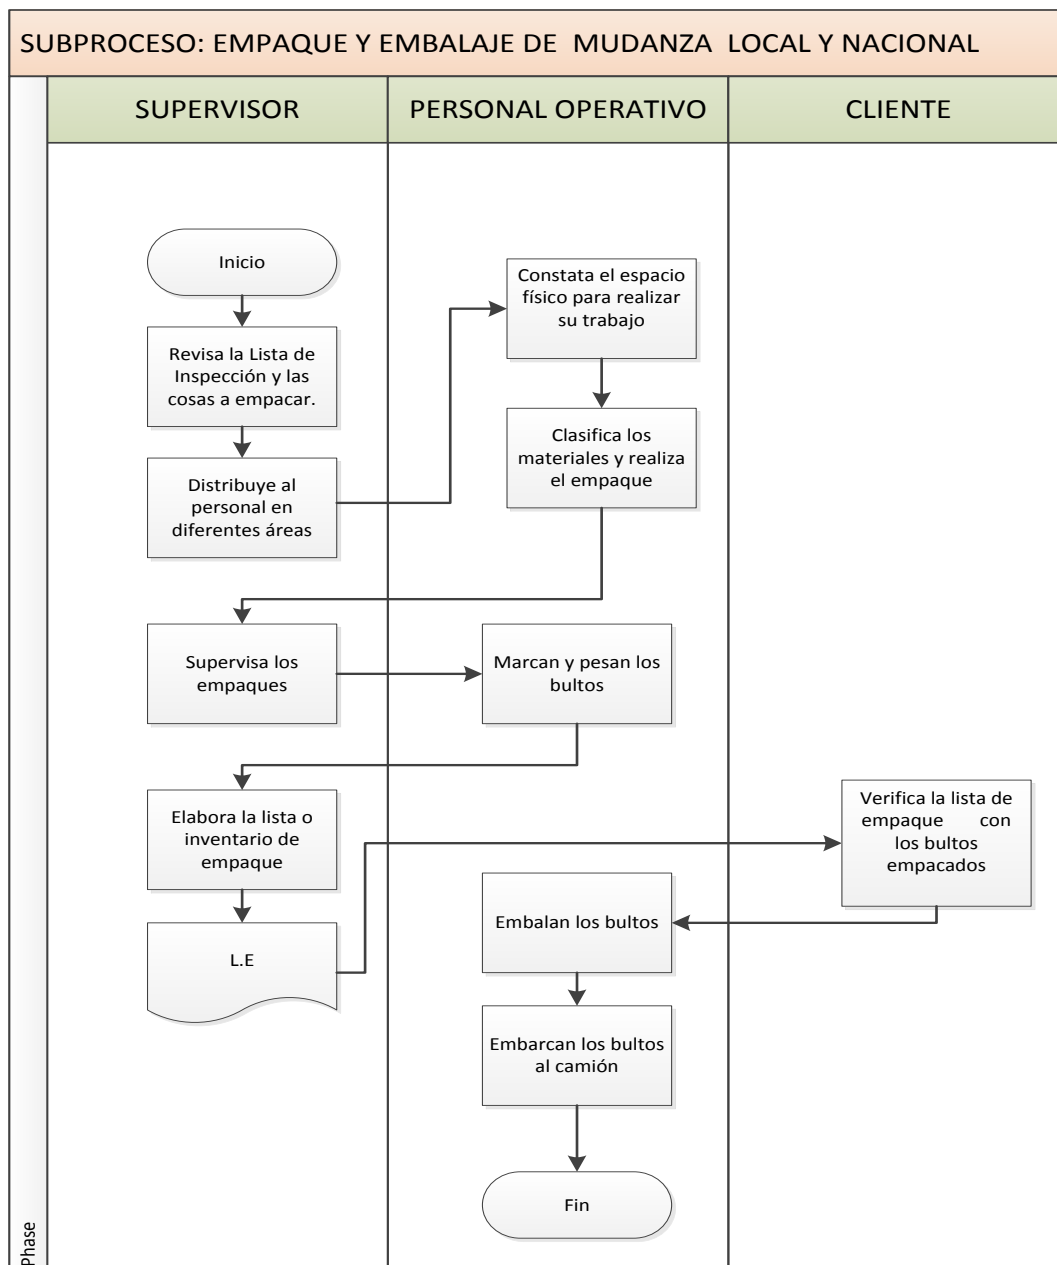 SUBPROCESO: EMPAQUE Y EMBALAJE DE MUDANZA LOCAL Y NACIONAL
SUPERVISOR
PERSONAL OPERATIVO
CLIENTE
Inicio
Revisa la Lista de
Inspección y las
cosas a empacar.
Distribuye al
personal en
diferentes áreas
Constata el espacio
físico para realizar
su trabajo
Clasifica los
materiales y realiza
el empaque
Supervisa los
empaques
Marcan y pesan los
bultos
Elabora la lista o
inventario de
empaque
L.E
Verifica la lista de
empaque con
los bultos
empacados
Embalan los bultos
Embarcan los bultos
al camión
Fin
Phase